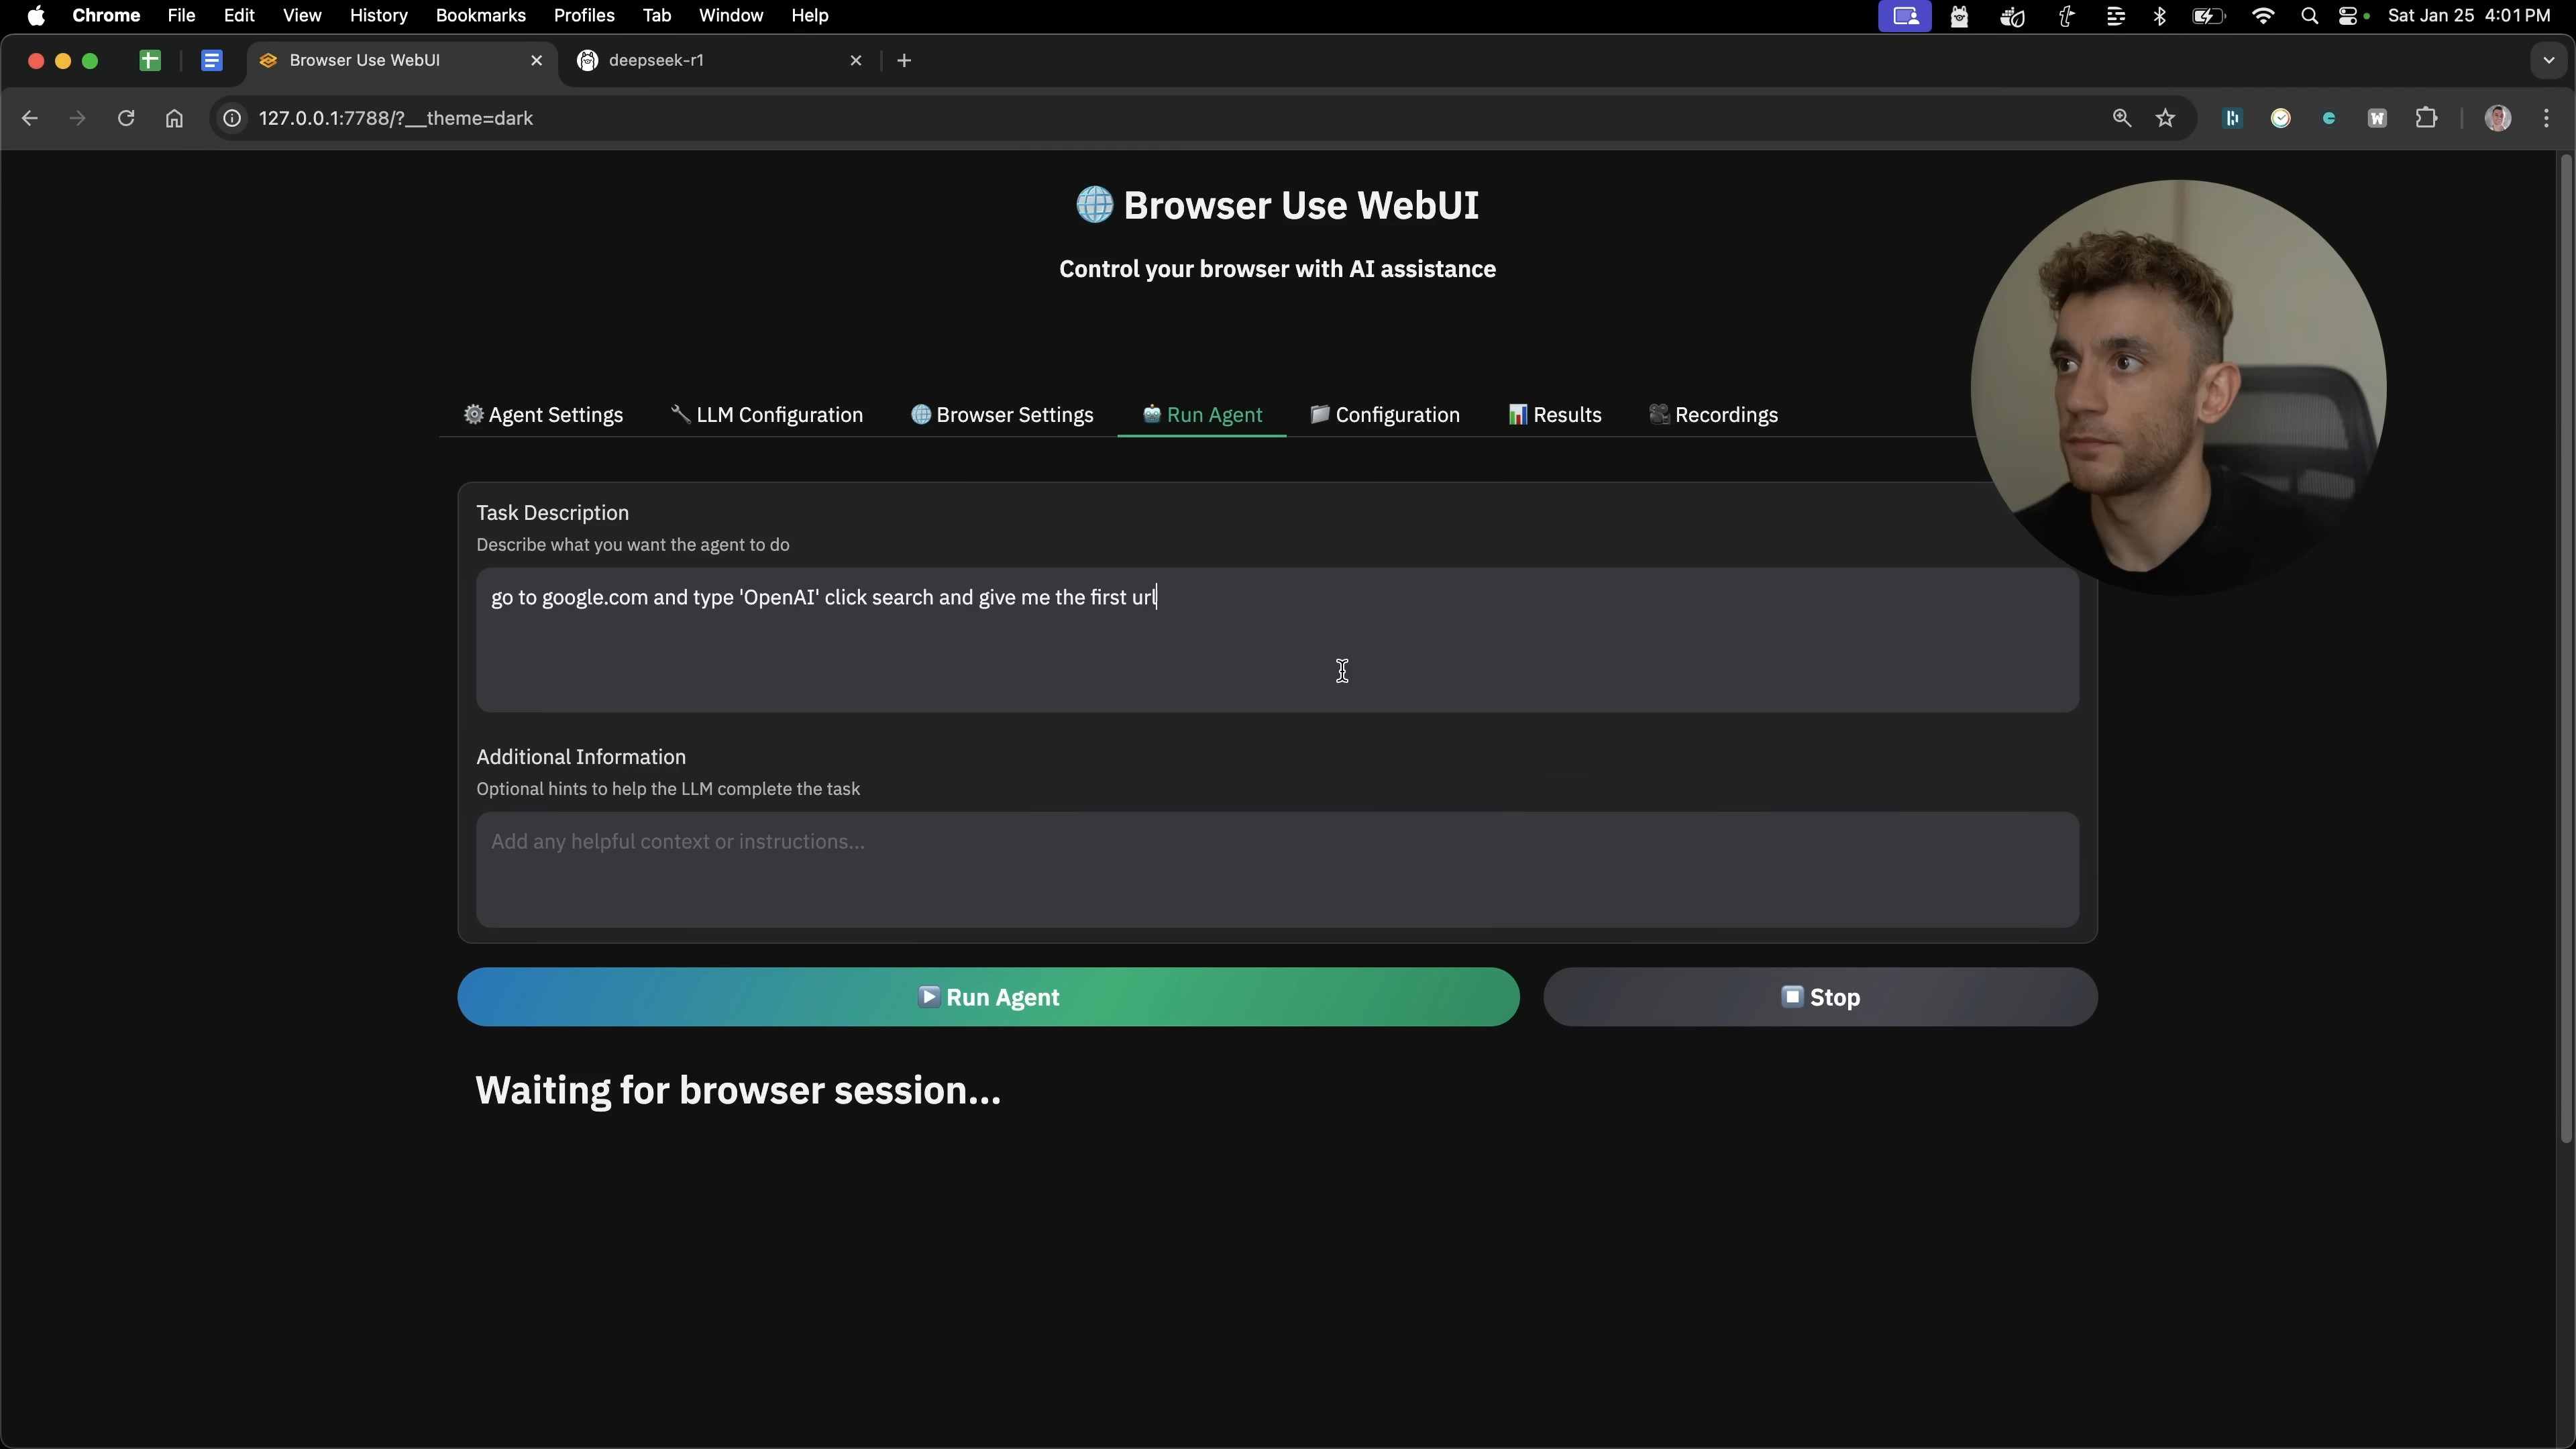 Chrome File Edit View History Bookmarks Profiles Tab Window Help Sat Jan 25 4:01 PM
Browser Use WebUI deepseek-r1
127.0.0.1:7788/?__theme=dark
Browser Use WebUI
Control your browser with AI assistance
Agent Settings LLM Configuration Browser Settings Run Agent Configuration Results Recordings
Task Description
Describe what you want the agent to do
go to google.com and type 'OpenAI' click search and give me the first url
Additional Information
Optional hints to help the LLM complete the task
Add any helpful context or instructions...
Run Agent Stop
Waiting for browser session...